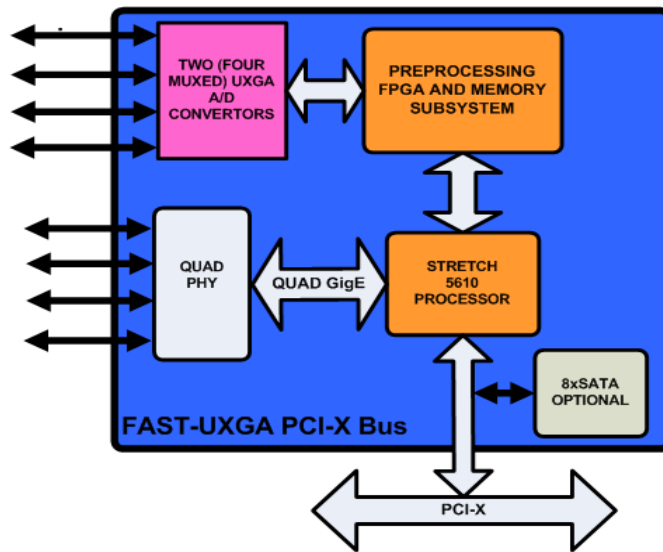 TWO (FOUR
MUXED) UXGA
A/D
CONVERTORS
PREPROCESSING
FPGA AND MEMORY
SUBSYSTEM
QUAD
PHY
QUAD GigE
STRETCH
5610
PROCESSOR
8xSATA
OPTIONAL
FAST-UXGA PCI-X Bus
PCI-X